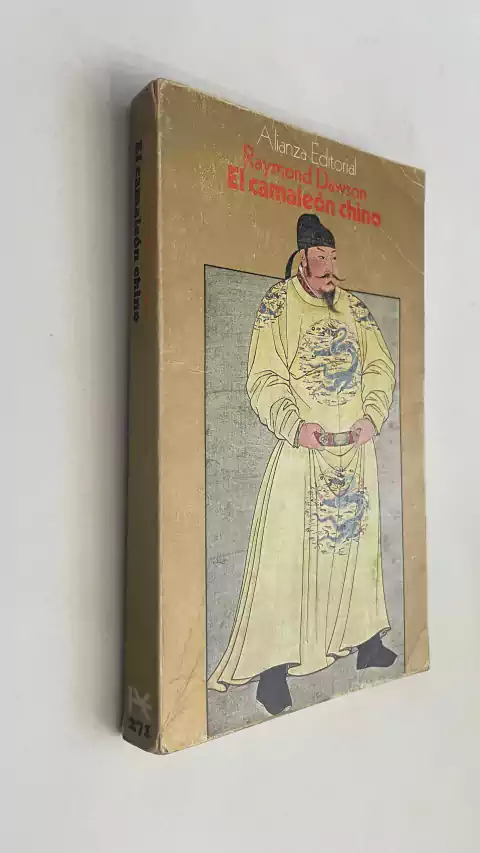 Alianza Editorial
Raymond Dawson
El camaleón chino
El camaleón chino
271